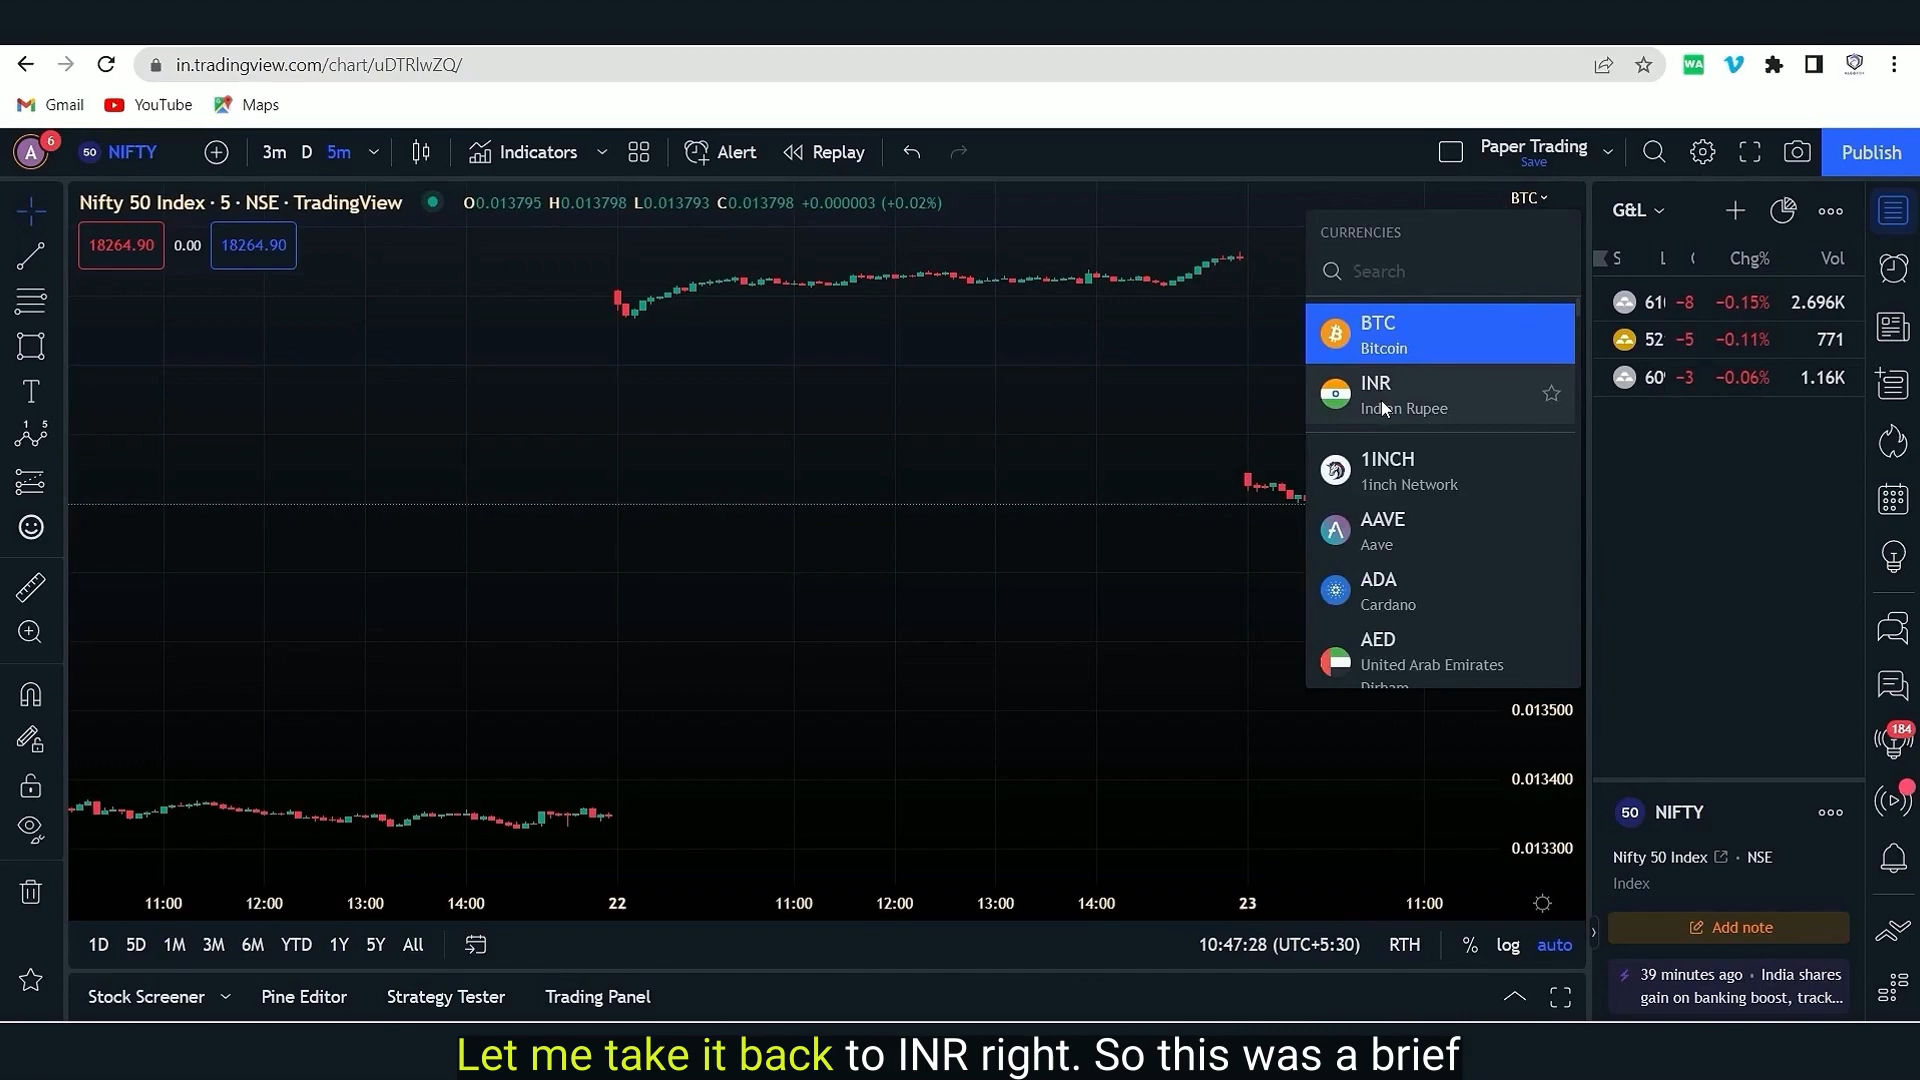 in.tradingview.com/chart/uDTRlwZQ/
Gmail YouTube Maps
A 6 50 NIFTY 3m D 5m Indicators Alert Replay Paper Trading Save Publish
Nifty 50 Index · 5 · NSE · TradingView O0.013795 H0.013798 L0.013793 C0.013798 +0.000003 (+0.02%)
BTC
18264.90 0.00 18264.90
CURRENCIES
Search
BTC
Bitcoin
INR
Indian Rupee
1INCH
1inch Network
AAVE
Aave
ADA
Cardano
AED
United Arab Emirates
Dirham
0.013500
0.013400
0.013300
11:00 12:00 13:00 14:00 22 11:00 12:00 13:00 14:00 23 11:00
1D 5D 1M 3M 6M YTD 1Y 5Y All 10:47:28 (UTC+5:30) RTH % log auto
Stock Screener Pine Editor Strategy Tester Trading Panel
G&L
S L Chg% Vol
61 -8 -0.15% 2.696K
52 -5 -0.11% 771
60 -3 -0.06% 1.16K
184
50 NIFTY
Nifty 50 Index · NSE
Index
Add note
39 minutes ago · India shares
gain on banking boost, track...
Let me take it back to INR right. So this was a brief